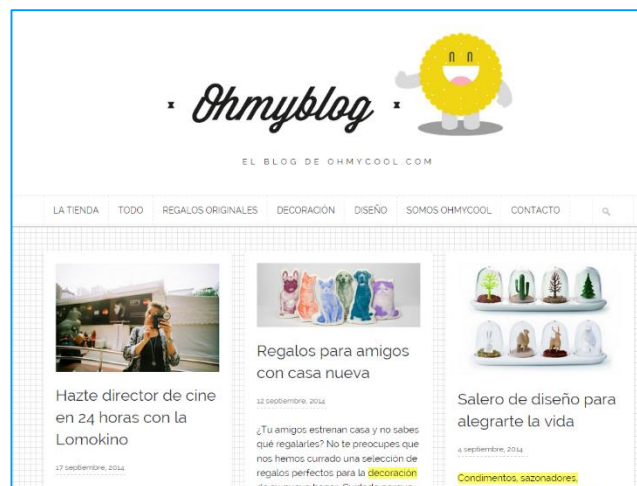 Ohmyblog
EL BLOG DE OHMYCOOL.COM
LA TIENDA TODO REGALOS ORIGINALES DECORACIÓN DISEÑO SOMOS OHMYCOOL CONTACTO
Hazte director de cine
en 24 horas con la
Lomokino
17 septiembre, 2014
Regalos para amigos
con casa nueva
12 septiembre, 2014
¿Tu amigos estrenan casa y no sabes
qué regalarles? No te preocupes que
nos hemos currado una selección de
regalos perfectos para la decoración
Salero de diseño para
alegrarte la vida
4 septiembre, 2014
Condimentos, sazonadores,